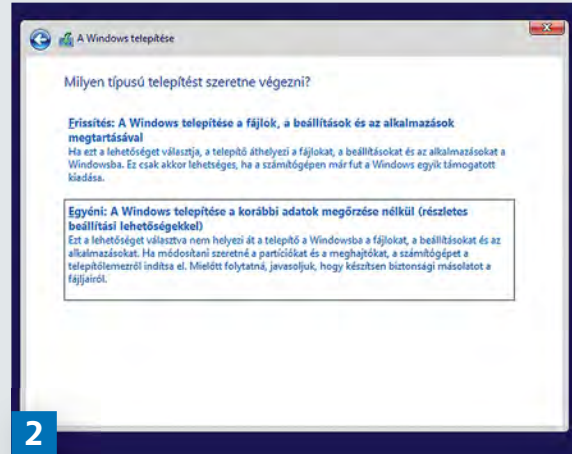 A Windows telepítése
Milyen típusú telepítést szeretne végezni?
Frissítés: A Windows telepítése a fájlok, a beállítások és az alkalmazások
megtartásával
Ha ezt a lehetőséget választja, a telepítő áthelyezi a fájlokat, a beállításokat és az alkalmazásokat a
Windowsba. Ez csak akkor lehetséges, ha a számítógépen már fut a Windows egyik támogatott
kiadása.
Egyéni: A Windows telepítése a korábbi adatok megőrzése nélkül (részletes
beállítási lehetőségekkel)
Ezt a lehetőséget választva nem helyezi át a telepítő a Windowsba a fájlokat, a beállításokat és az
alkalmazásokat. Ha módosítani szeretné a partíciókat és a meghajtókat, a számítógépet a
telepítőlemezről indítsa el. Mielőtt folytatná, javasoljuk, hogy készítsen biztonsági másolatot a
fájljairól.
2